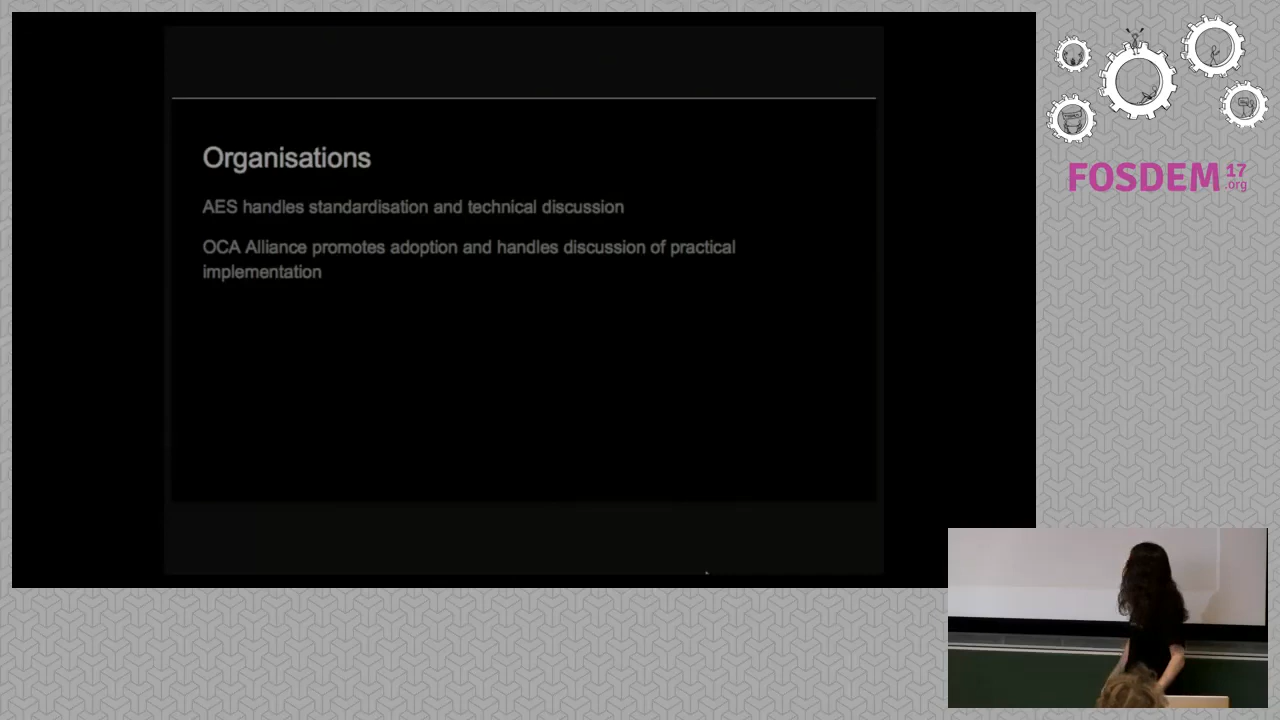 Organisations
AES handles standardisation and technical discussion
OCA Alliance promotes adoption and handles discussion of practical
implementation
FOSDEM 17
.org